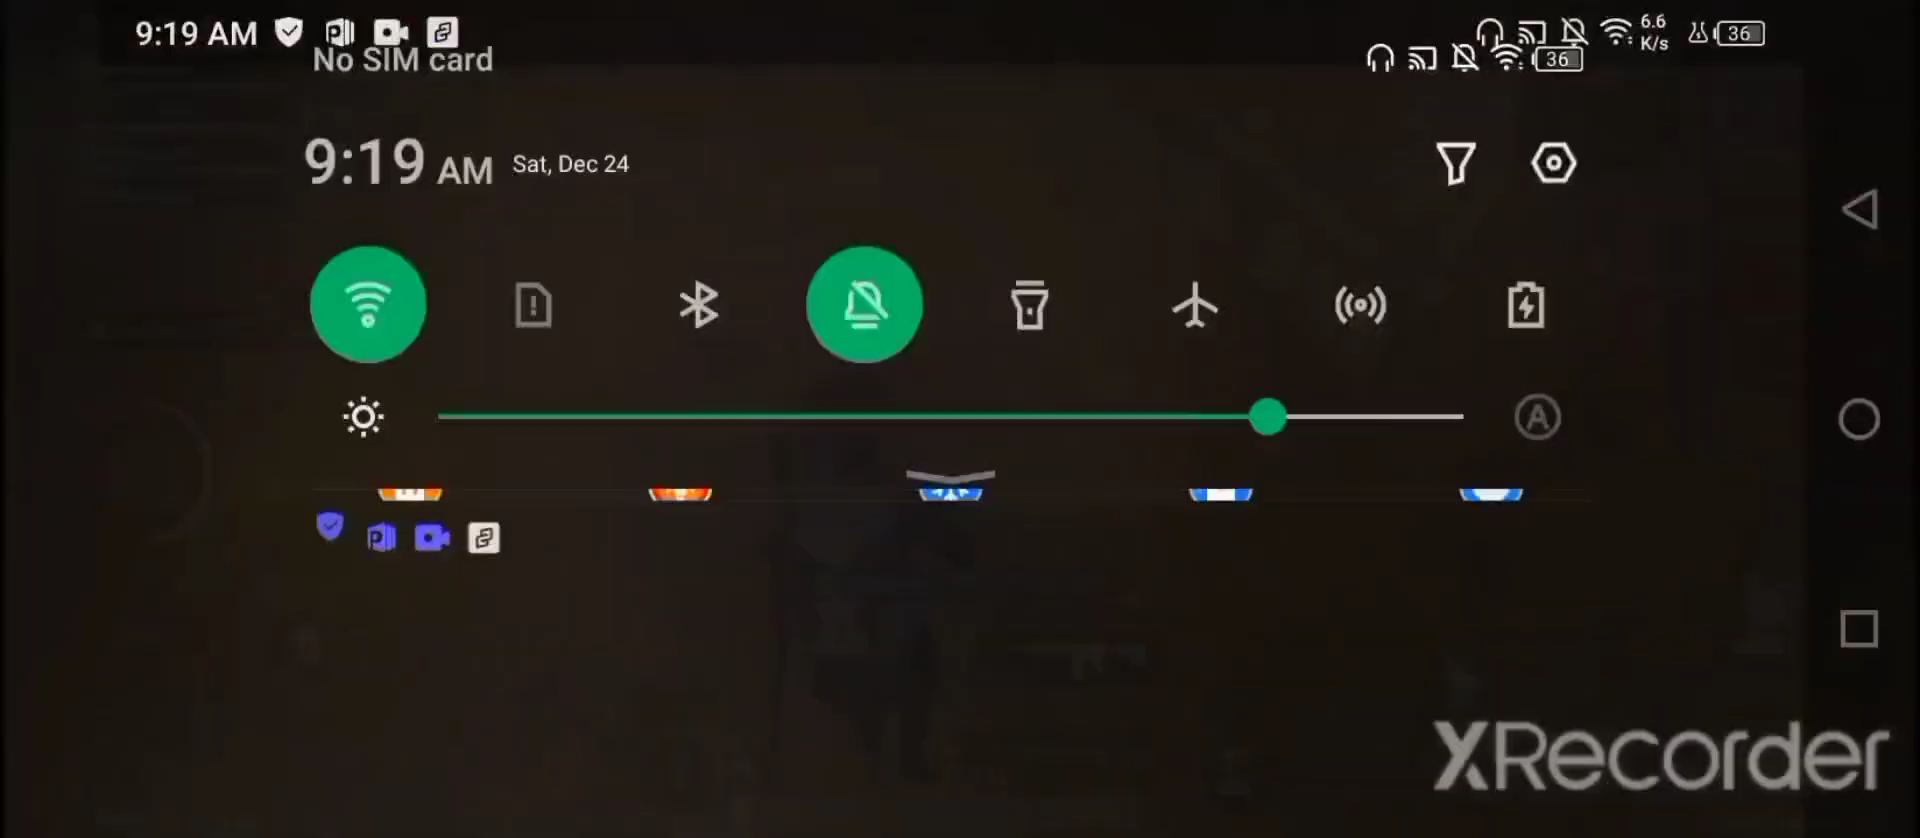 9:19 AM
6.6
K/s
36
No SIM card
36
9:19 AM
Sat, Dec 24
A
XRecorder